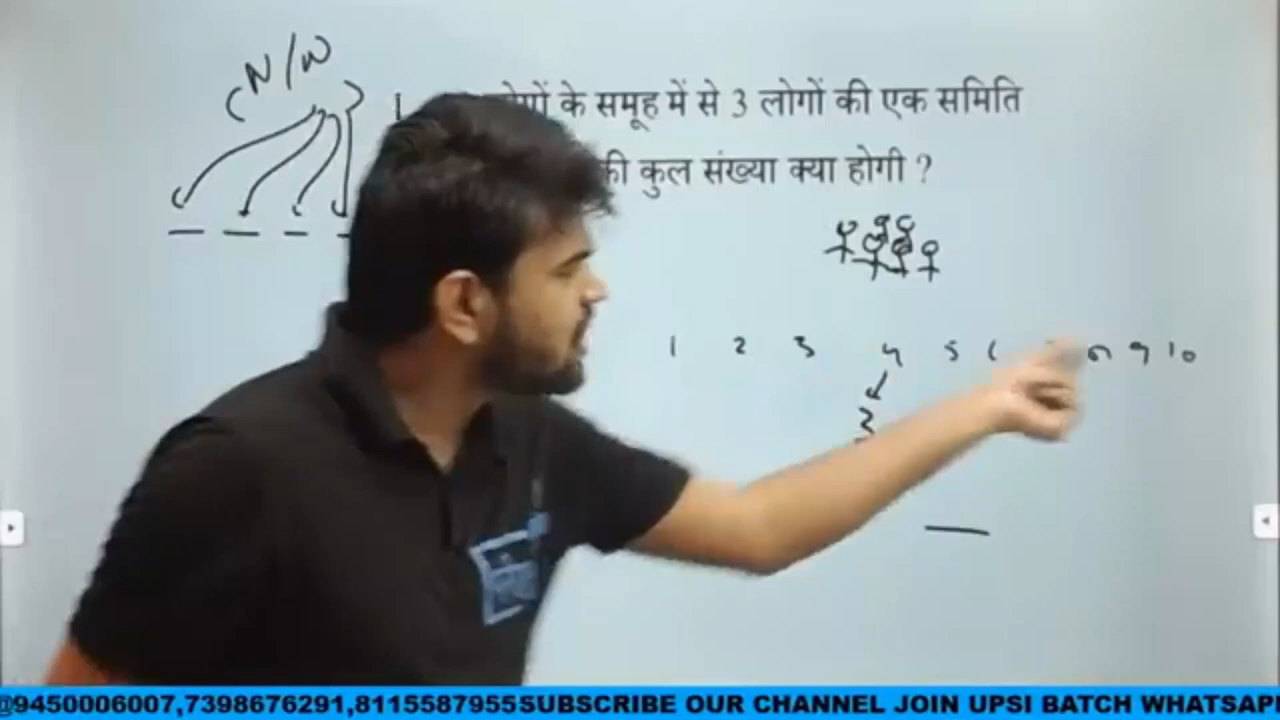 N/W
लोगों के समूह में से 3 लोगों की एक समिति
की कुल संख्या क्या होगी ?
1 2 3 4 5 9 10
3
@9450006007,7398676291,8115587955SUBSCRIBE OUR CHANNEL JOIN UPSI BATCH WHATSAP